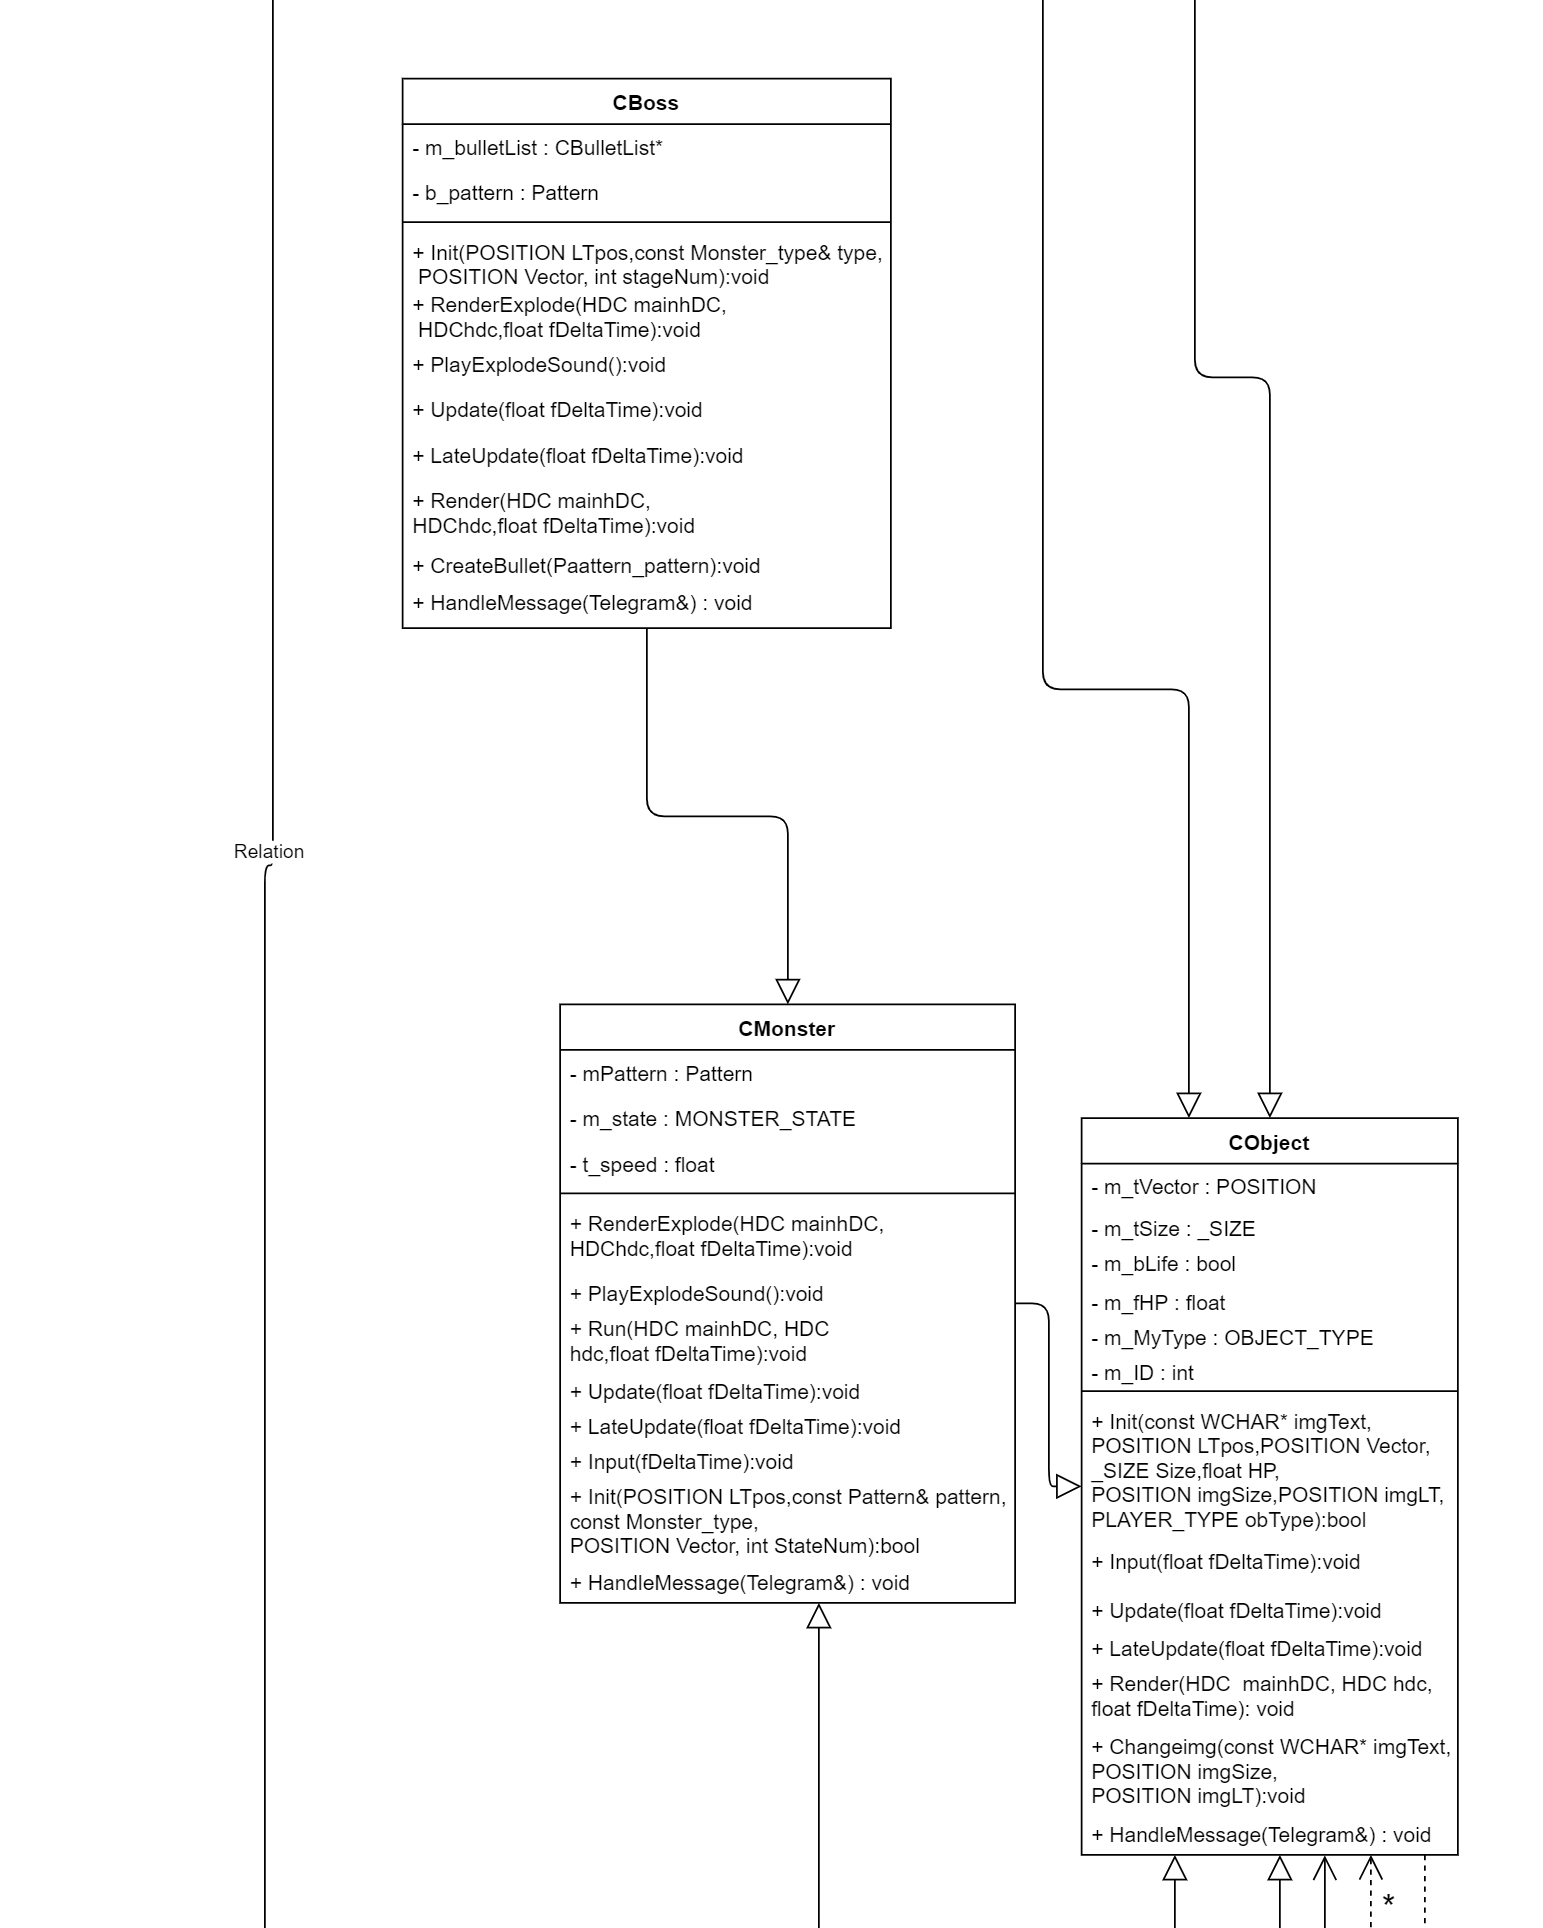 CBoss
- m_bulletList : CBulletList*
- b_pattern : Pattern
+ Init(POSITION LTpos,const Monster_type& type,
POSITION Vector, int stageNum):void
+ RenderExplode(HDC mainhDC,
HDChdc,float fDeltaTime):void
+ PlayExplodeSound():void
+ Update(float fDeltaTime):void
+ LateUpdate(float fDeltaTime):void
+ Render(HDC mainhDC,
HDChdc,float fDeltaTime):void
+ CreateBullet(Paattern_pattern):void
+ HandleMessage(Telegram&) : void
Relation
CMonster
- mPattern : Pattern
- m_state : MONSTER_STATE
- t_speed : float
+ RenderExplode(HDC mainhDC,
HDChdc,float fDeltaTime):void
+ PlayExplodeSound():void
+ Run(HDC mainhDC, HDC
hdc,float fDeltaTime):void
+ Update(float fDeltaTime):void
+ LateUpdate(float fDeltaTime):void
+ Input(fDeltaTime):void
+ Init(POSITION LTpos,const Pattern& pattern,
const Monster_type,
POSITION Vector, int StateNum):bool
+ HandleMessage(Telegram&) : void
CObject
- m_tVector : POSITION
- m_tSize : _SIZE
- m_bLife : bool
- m_fHP : float
- m_MyType : OBJECT_TYPE
- m_ID : int
+ Init(const WCHAR* imgText,
POSITION LTpos,POSITION Vector,
_SIZE Size,float HP,
POSITION imgSize,POSITION imgLT,
PLAYER_TYPE obType):bool
+ Input(float fDeltaTime):void
+ Update(float fDeltaTime):void
+ LateUpdate(float fDeltaTime):void
+ Render(HDC  mainhDC, HDC hdc,
float fDeltaTime): void
+ Changeimg(const WCHAR* imgText,
POSITION imgSize,
POSITION imgLT):void
+ HandleMessage(Telegram&) : void
*